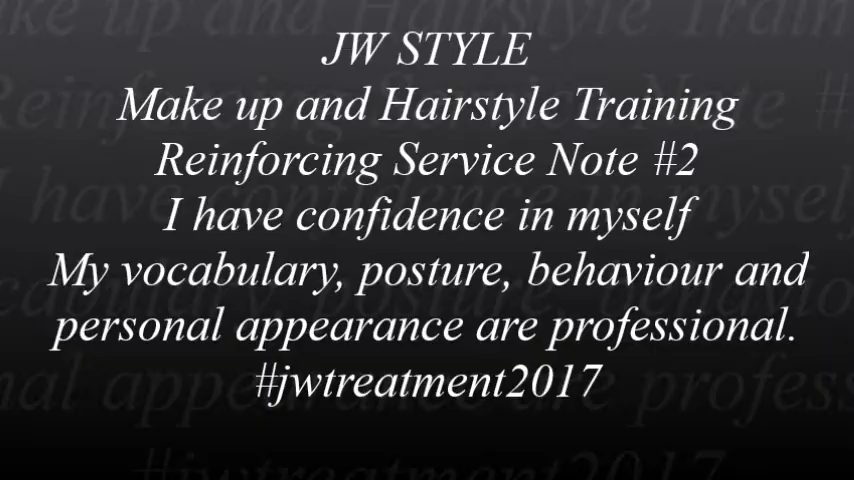 JW STYLE
Make up and Hairstyle Training
Reinforcing Service Note #2
I have confidence in myself
My vocabulary, posture, behaviour and
personal appearance are professional.
#jwtreatment2017